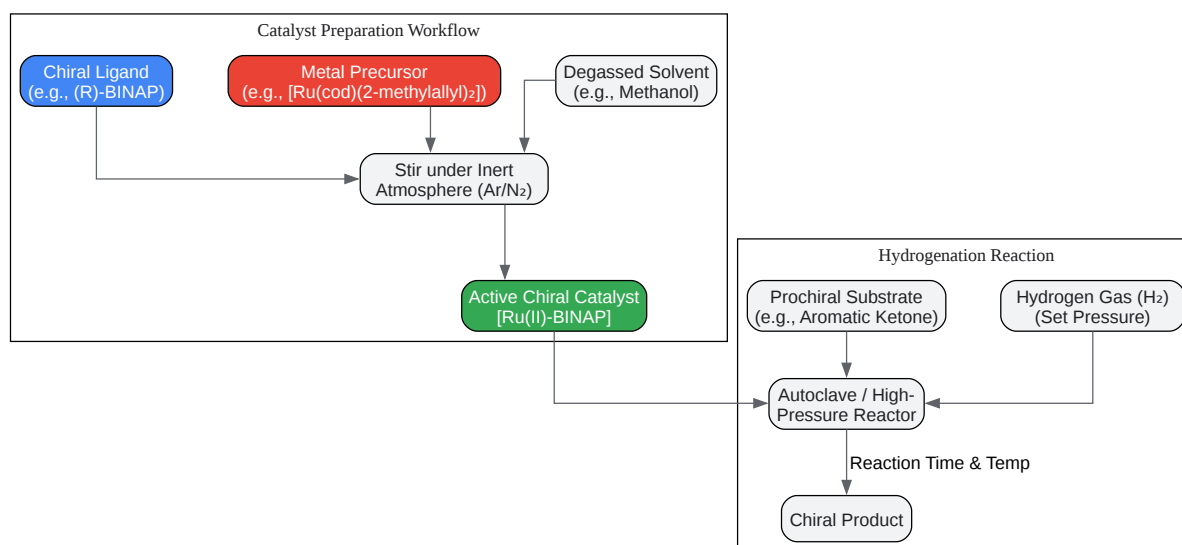 Catalyst Preparation Workflow
Chiral Ligand
(e.g., (R)-BINAP)
Metal Precursor
(e.g., [Ru(cod)(2-methylallyl)₂])
Degassed Solvent
(e.g., Methanol)
Stir under Inert
Atmosphere (Ar/N₂)
Active Chiral Catalyst
[Ru(II)-BINAP]
Hydrogenation Reaction
Prochiral Substrate
(e.g., Aromatic Ketone)
Hydrogen Gas (H₂)
(Set Pressure)
Autoclave / High-
Pressure Reactor
Reaction Time & Temp
Chiral Product